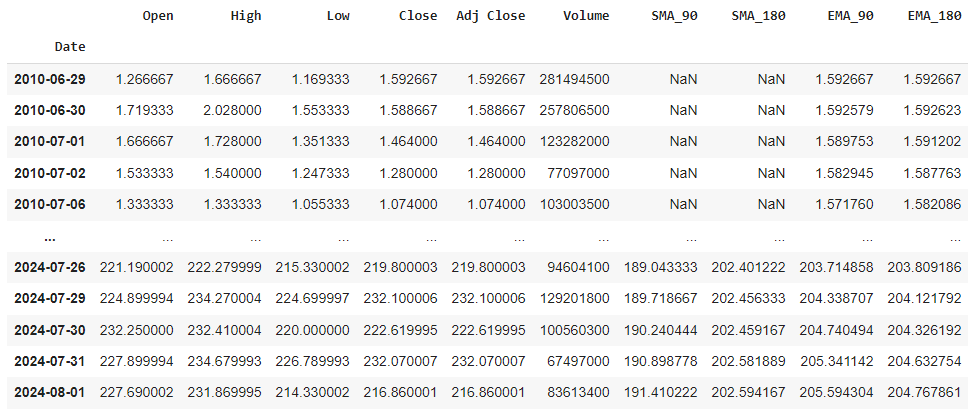 Open High Low Close Adj Close Volume SMA_90 SMA_180 EMA_90 EMA_180
Date
2010-06-29 1.266667 1.666667 1.169333 1.592667 1.592667 281494500 NaN NaN 1.592667 1.592667
2010-06-30 1.719333 2.028000 1.553333 1.588667 1.588667 257806500 NaN NaN 1.592579 1.592623
2010-07-01 1.666667 1.728000 1.351333 1.464000 1.464000 123282000 NaN NaN 1.589753 1.591202
2010-07-02 1.533333 1.540000 1.247333 1.280000 1.280000 77097000 NaN NaN 1.582945 1.587763
2010-07-06 1.333333 1.333333 1.055333 1.074000 1.074000 103003500 NaN NaN 1.571760 1.582086
... ... ... ... ... ... ... ... ... ... ...
2024-07-26 221.190002 222.279999 215.330002 219.800003 219.800003 94604100 189.043333 202.401222 203.714858 203.809186
2024-07-29 224.899994 234.270004 224.699997 232.100006 232.100006 129201800 189.718667 202.456333 204.338707 204.121792
2024-07-30 232.250000 232.410004 220.000000 222.619995 222.619995 100560300 190.240444 202.459167 204.740494 204.326192
2024-07-31 227.899994 234.679993 226.789993 232.070007 232.070007 67497000 190.898778 202.581889 205.341142 204.632754
2024-08-01 227.690002 231.869995 214.330002 216.860001 216.860001 83613400 191.410222 202.594167 205.594304 204.767861